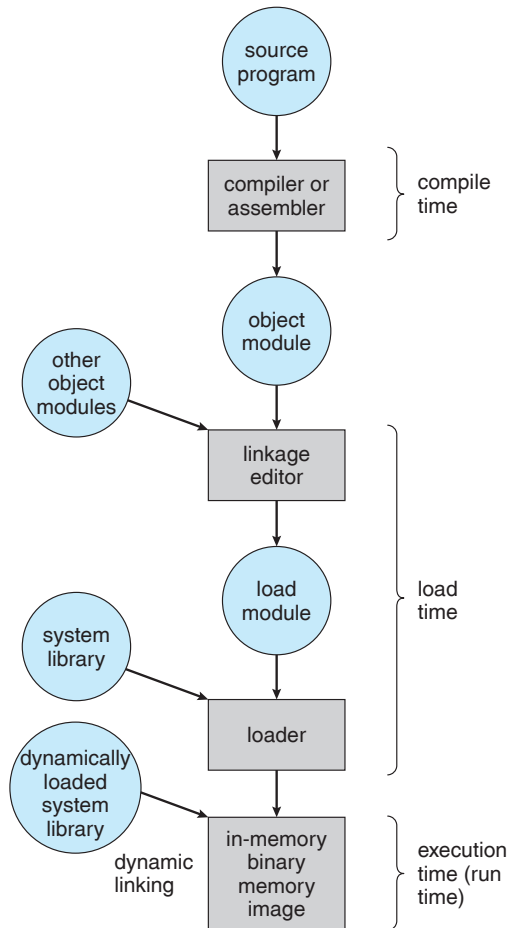 source
program
compiler or
assembler
compile
time
object
module
other
object
modules
linkage
editor
load
module
load
time
system
library
loader
dynamically
loaded
system
library
dynamic
linking
in-memory
binary
memory
image
execution
time (run
time)